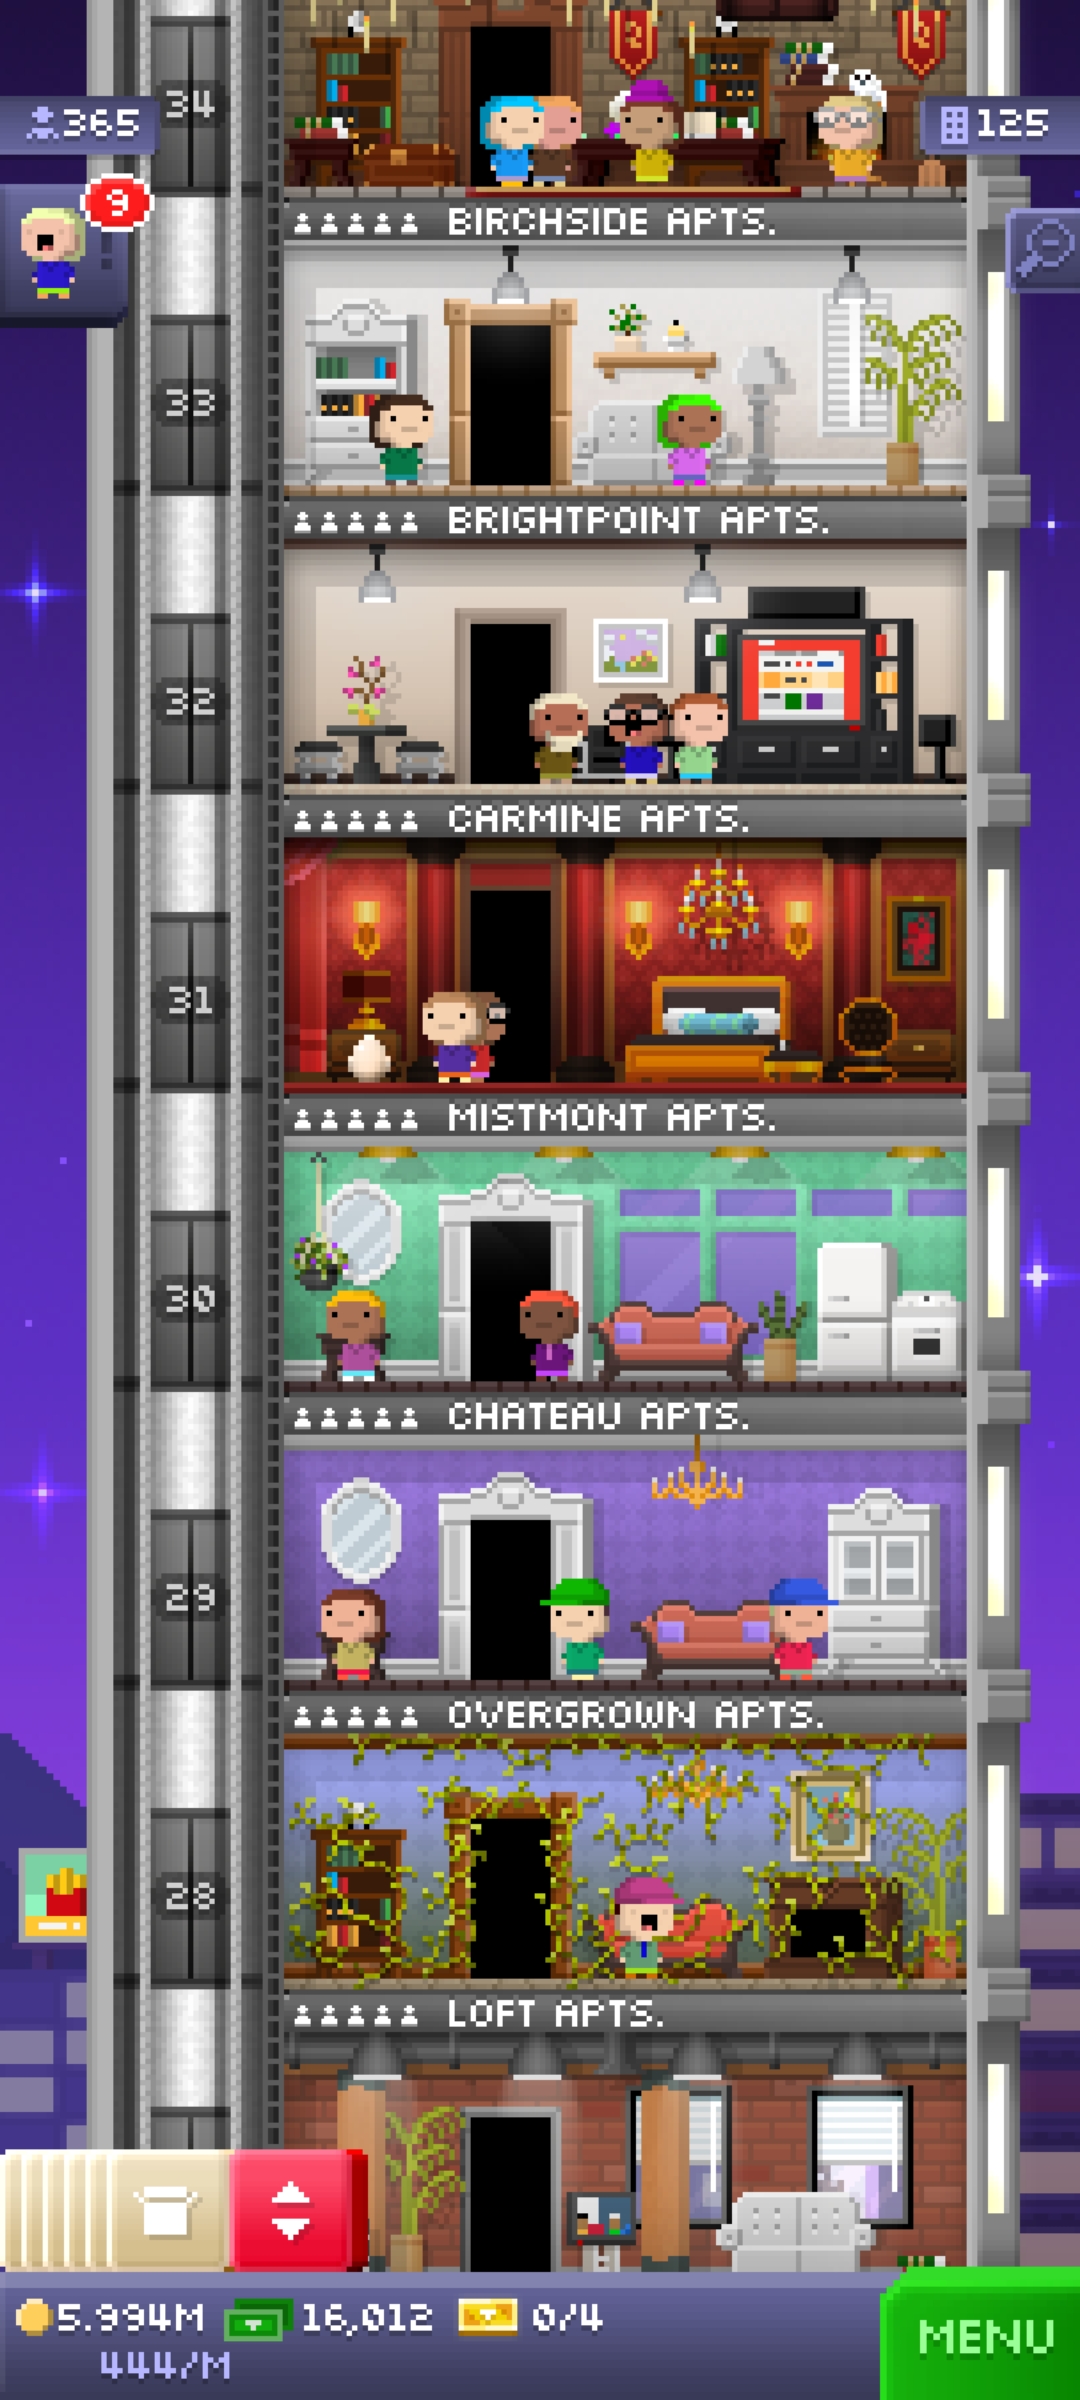 34
365
125
9
BIRCHSIDE APTS.
33
BRIGHTPOINT APTS.
32
CARMINE APTS.
31
MISTMONT APTS.
30
CHATEAU APTS.
29
OVERGROWN APTS.
28
LOFT APTS.
5.994M 16,012 0/4
444/M
MENU